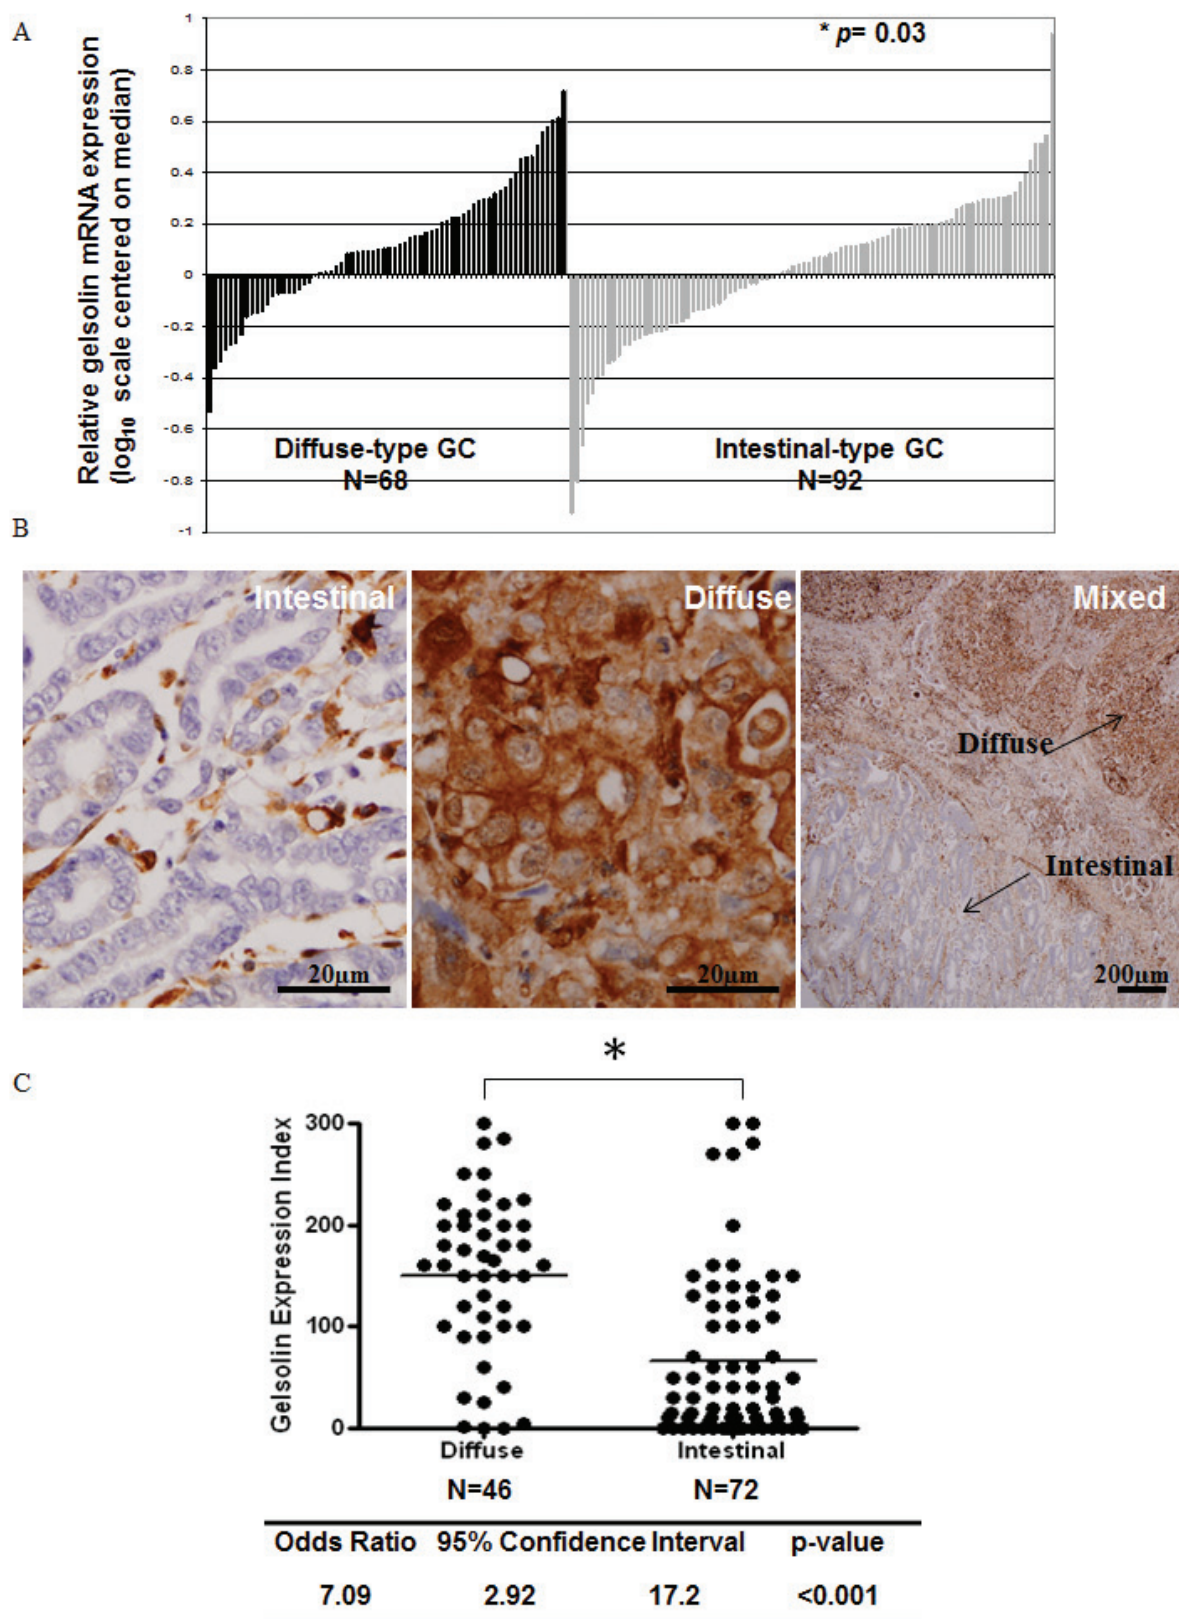 A
Relative gelsolin mRNA expression
(log₁₀ scale centered on median)
1
0.8
0.6
0.4
0.2
0
-0.2
-0.4
-0.6
-0.8
-1
* p= 0.03
Diffuse-type GC
N=68
Intestinal-type GC
N=92
B
Intestinal
20μm
Diffuse
20μm
Mixed
Diffuse
Intestinal
200μm
C
*
Gelsolin Expression Index
300
200
100
0
Diffuse
Intestinal
N=46
N=72
Odds Ratio 95% Confidence Interval p-value
7.09 2.92 17.2 <0.001